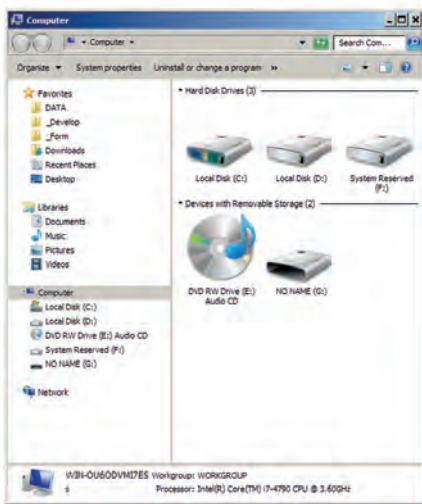 Computer
Computer
Search Com...
Organize System properties Uninstall or change a program »
Favorites
DATA
_Develop
_Form
Downloads
Recent Places
Desktop
Libraries
Documents
Music
Pictures
Videos
Computer
Local Disk (C:)
Local Disk (D:)
DVD RW Drive (E:) Audio CD
System Reserved (F:)
NO NAME (G:)
Network
Hard Disk Drives (3)
Local Disk (C:)
Local Disk (D:)
System Reserved
(F:)
Devices with Removable Storage (2)
DVD RW Drive (E:)
Audio CD
NO NAME (G:)
Workgroup: WORKGROUP
Processor: Intel(R) Core(TM) i7-4790 CPU @ 3.60GHz